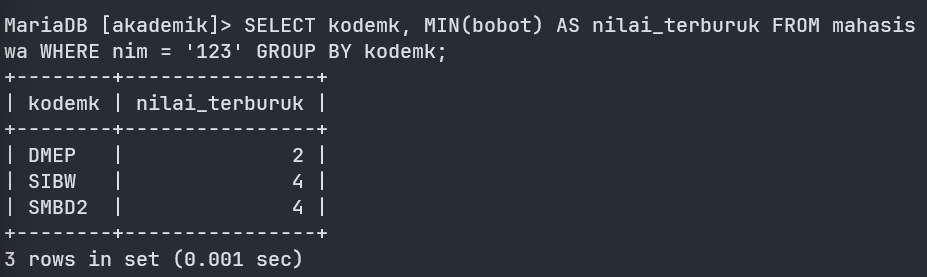 MariaDB [akademik]> SELECT kodemk, MIN(bobot) AS nilai_terburuk FROM mahasis
wa WHERE nim = '123' GROUP BY kodemk;
+--------+----------------+
| kodemk | nilai_terburuk |
+--------+----------------+
| DMEP   |              2 |
| SIBW   |              4 |
| SMBD2  |              4 |
+--------+----------------+
3 rows in set (0.001 sec)